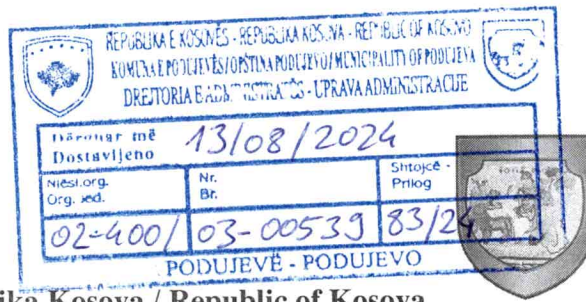 REPUBLIKA E KOSOVËS - REPUBLIKA KOSOVA - REPUBLIC OF KOSOVO
KOMUNA E PODUJEVËS / OPŠTINA PODUJEVO / MUNICIPALITY OF PODUJEVA
DREJTORIA E ADMINISTRATËS - UPRAVA ADMINISTRACIJE
Dërguar më
Dostavljeno
13/08/2024
Njësi.org.
Org. jed.
Nr.
Br.
Shtojcë -
Prilog
02-400/ 03-00539 83/24
PODUJEVË - PODUJEVO
ika Kosova / Republic of Kosova